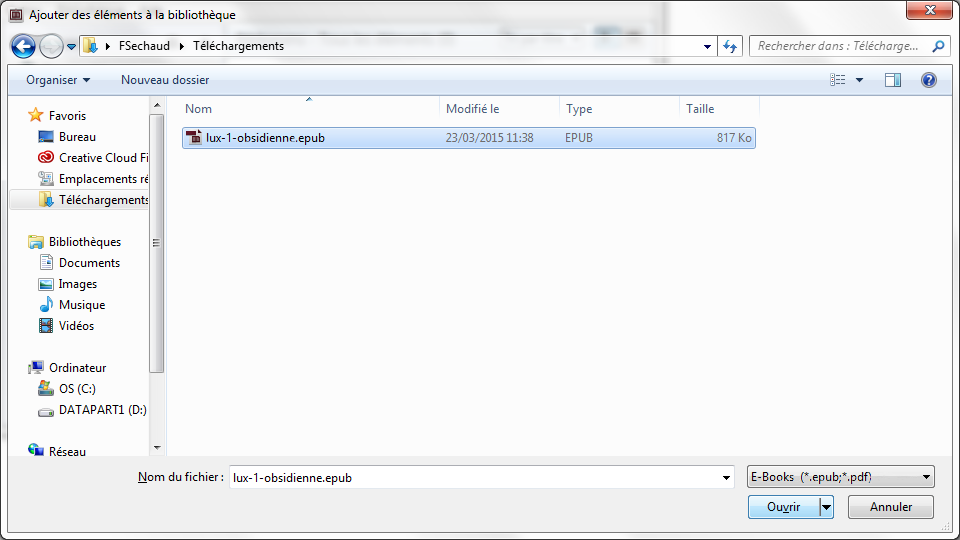 Ajouter des éléments à la bibliothèque
FSechaud Téléchargements
Rechercher dans : Télécharge...
Organiser Nouveau dossier
Nom Modifié le Type Taille
lux-1-obsidienne.epub 23/03/2015 11:38 EPUB 817 Ko
Favoris
Bureau
Creative Cloud Fi
Emplacements ré
Téléchargements
Bibliothèques
Documents
Images
Musique
Vidéos
Ordinateur
OS (C:)
DATAPART1 (D:)
Réseau
Nom du fichier : lux-1-obsidienne.epub E-Books (*.epub;*.pdf)
Ouvrir Annuler